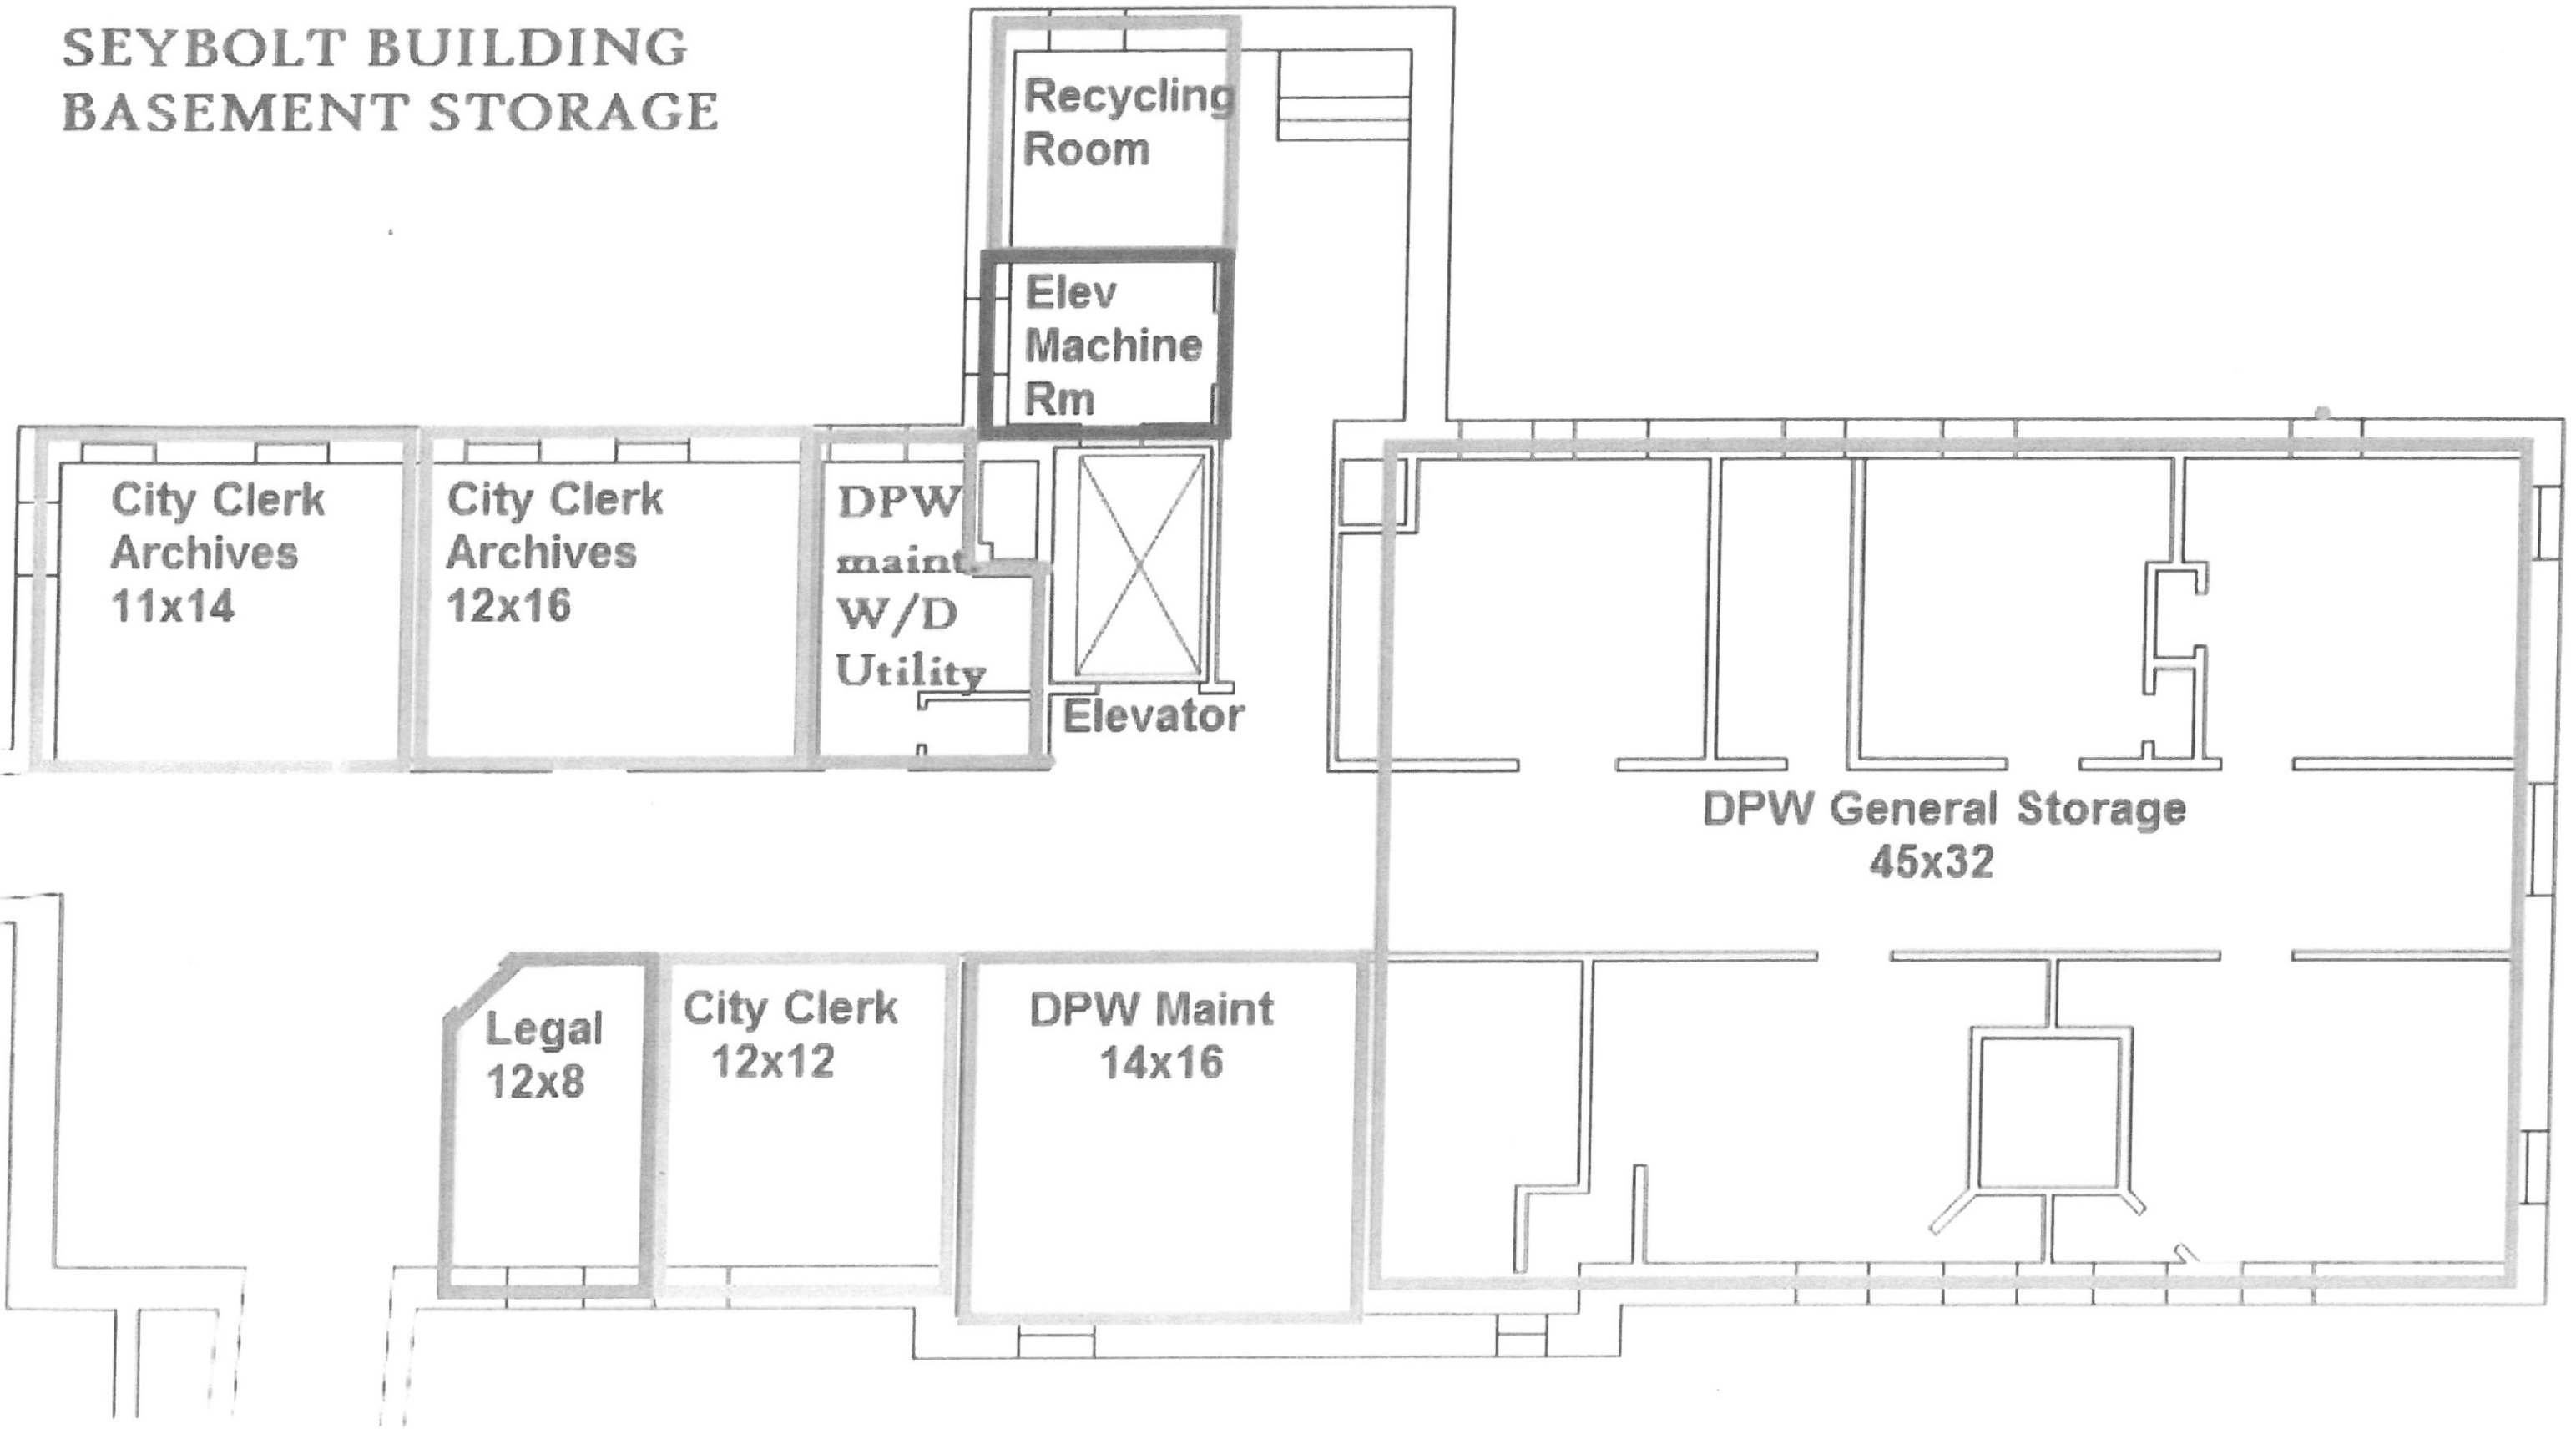 SEYBOLT BUILDING
BASEMENT STORAGE
Recycling
Room
Elev
Machine
Rm
City Clerk
Archives
11x14
City Clerk
Archives
12x16
DPW
maint.
W/D
Utility
Elevator
DPW General Storage
45x32
Legal
12x8
City Clerk
12x12
DPW Maint
14x16